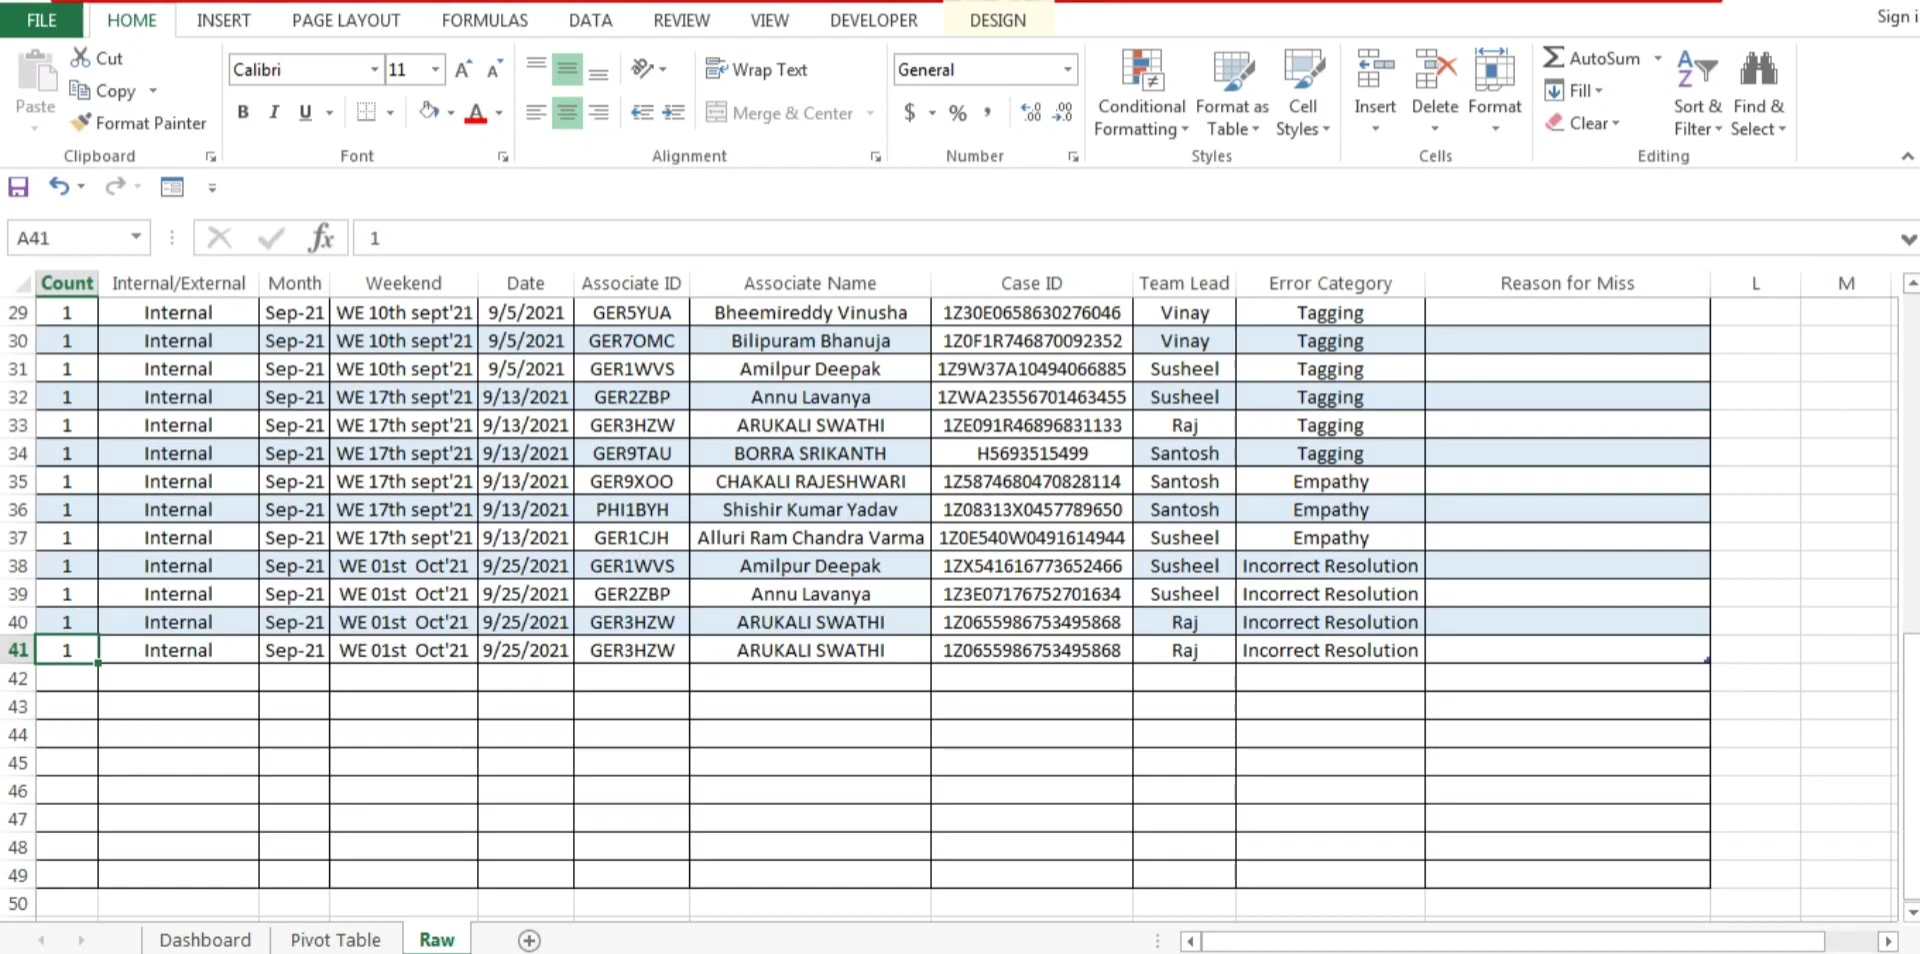 FILE HOME INSERT PAGE LAYOUT FORMULAS DATA REVIEW VIEW DEVELOPER DESIGN Sign i
Cut
Copy
Format Painter
Paste
Clipboard
Calibri 11 A A
B I U A
Font
Wrap Text
Merge & Center
Alignment
General
$ % , .0 .00 .00 .0
Number
Conditional Formatting Format as Table Cell Styles
Styles
Insert Delete Format
Cells
AutoSum
Fill
Clear
A Z Sort & Filter Find & Select
Editing
A41 fx 1
Count Internal/External Month Weekend Date Associate ID Associate Name Case ID Team Lead Error Category Reason for Miss L M
29 1 Internal Sep-21 WE 10th sept'21 9/5/2021 GER5YUA Bheemireddy Vinusha 1Z30E0658630276046 Vinay Tagging
30 1 Internal Sep-21 WE 10th sept'21 9/5/2021 GER7OMC Bilipuram Bhanuja 1Z0F1R746870092352 Vinay Tagging
31 1 Internal Sep-21 WE 10th sept'21 9/5/2021 GER1WVS Amilpur Deepak 1Z9W37A10494066885 Susheel Tagging
32 1 Internal Sep-21 WE 17th sept'21 9/13/2021 GER2ZBP Annu Lavanya 1ZWA23556701463455 Susheel Tagging
33 1 Internal Sep-21 WE 17th sept'21 9/13/2021 GER3HZW ARUKALI SWATHI 1ZE091R46896831133 Raj Tagging
34 1 Internal Sep-21 WE 17th sept'21 9/13/2021 GER9TAU BORRA SRIKANTH H5693515499 Santosh Tagging
35 1 Internal Sep-21 WE 17th sept'21 9/13/2021 GER9XOO CHAKALI RAJESHWARI 1Z5874680470828114 Santosh Empathy
36 1 Internal Sep-21 WE 17th sept'21 9/13/2021 PHI1BYH Shishir Kumar Yadav 1Z08313X0457789650 Santosh Empathy
37 1 Internal Sep-21 WE 17th sept'21 9/13/2021 GER1CJH Alluri Ram Chandra Varma 1Z0E540W0491614944 Susheel Empathy
38 1 Internal Sep-21 WE 01st Oct'21 9/25/2021 GER1WVS Amilpur Deepak 1ZX541616773652466 Susheel Incorrect Resolution
39 1 Internal Sep-21 WE 01st Oct'21 9/25/2021 GER2ZBP Annu Lavanya 1Z3E07176752701634 Susheel Incorrect Resolution
40 1 Internal Sep-21 WE 01st Oct'21 9/25/2021 GER3HZW ARUKALI SWATHI 1Z0655986753495868 Raj Incorrect Resolution
41 1 Internal Sep-21 WE 01st Oct'21 9/25/2021 GER3HZW ARUKALI SWATHI 1Z0655986753495868 Raj Incorrect Resolution
42
43
44
45
46
47
48
49
50
Dashboard Pivot Table Raw